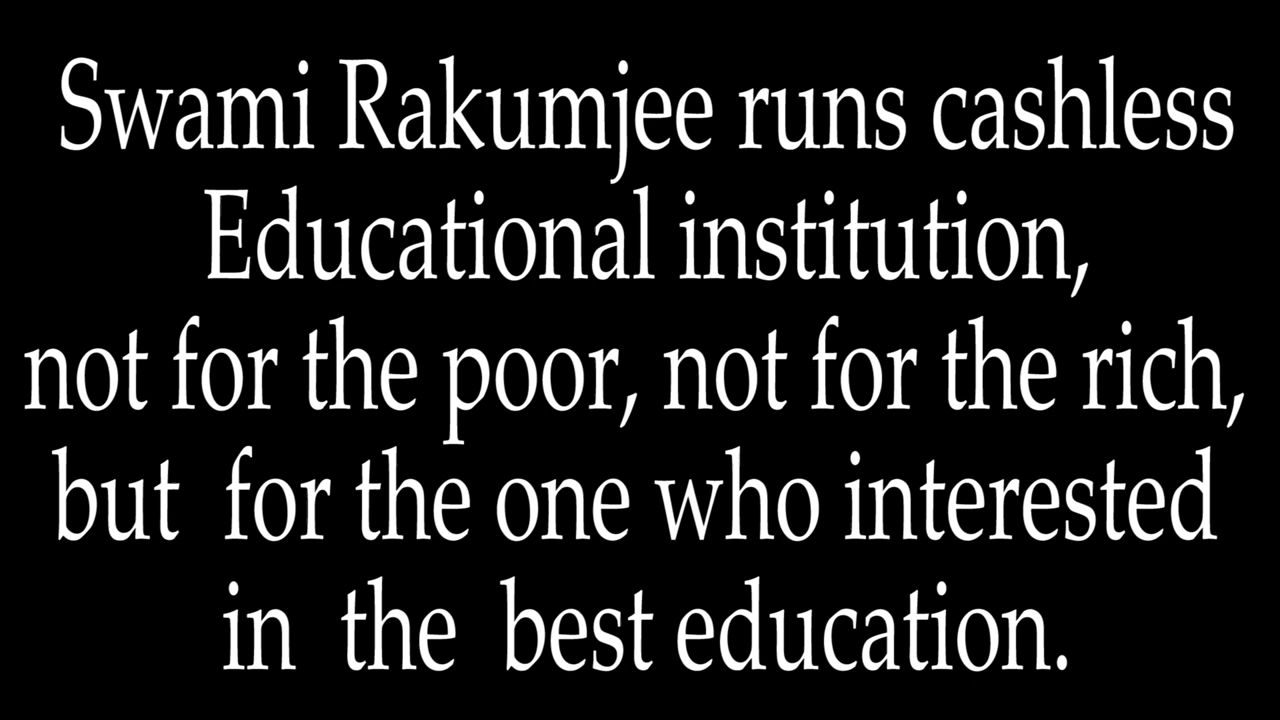 Swami Rakumjee runs cashless
Educational institution,
not for the poor, not for the rich,
but for the one who interested
in the best education.